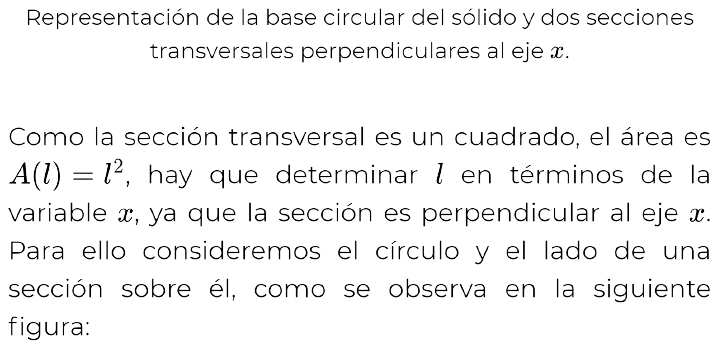 Representación de la base circular del sólido y dos secciones
transversales perpendiculares al eje x.
Como la sección transversal es un cuadrado, el área es
A(l) = l², hay que determinar l en términos de la
variable x, ya que la sección es perpendicular al eje x.
Para ello consideremos el círculo y el lado de una
sección sobre él, como se observa en la siguiente
figura: